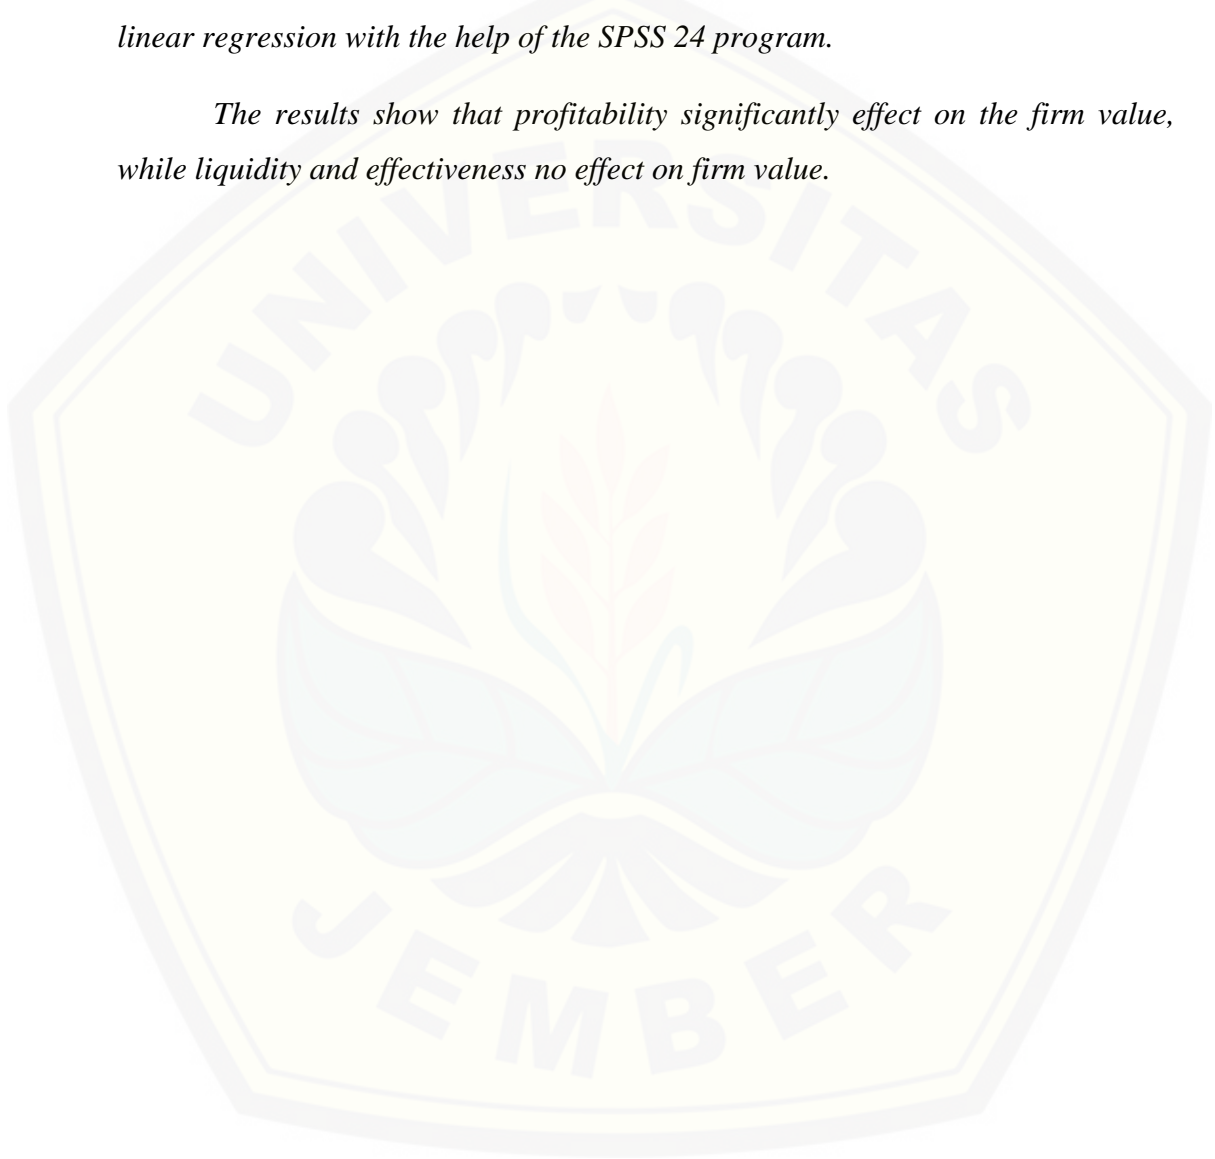 linear regression with the help of the SPSS 24 program.
The results show that profitability significantly effect on the firm value,
while liquidity and effectiveness no effect on firm value.
UNIVERSITAS
JEMBER